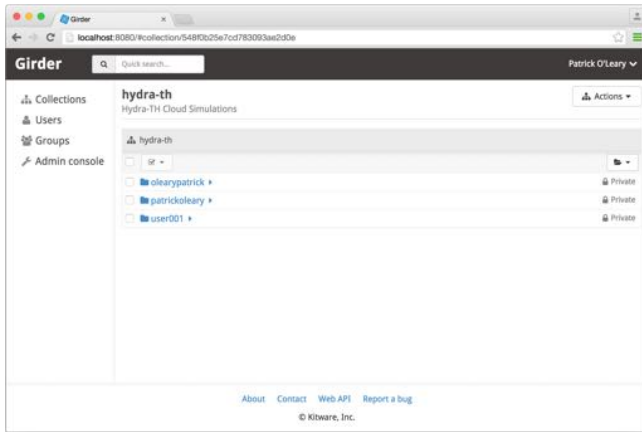 Girder
localhost:8080/#collection/548f0b25e7cd783093ae2d0e
Girder
Quick search...
Patrick O'Leary
Collections
Users
Groups
Admin console
hydra-th
Hydra-TH Cloud Simulations
Actions
hydra-th
olearypatrick
Private
patrickoleary
Private
user001
Private
About Contact Web API Report a bug
© Kitware, Inc.